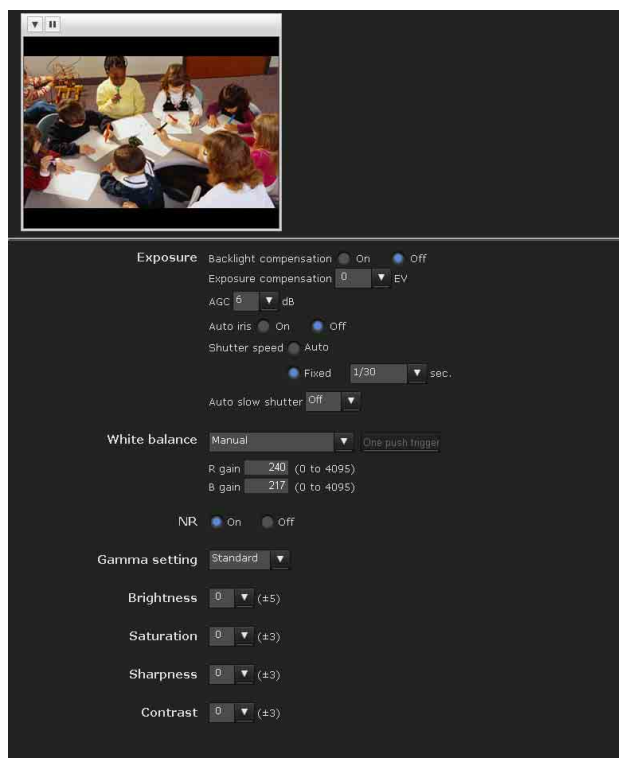 Exposure Backlight compensation On Off
Exposure compensation 0 EV
AGC 6 dB
Auto iris On Off
Shutter speed Auto
Fixed 1/30 sec.
Auto slow shutter Off
White balance Manual One push trigger
R gain 240 (0 to 4095)
B gain 217 (0 to 4095)
NR On Off
Gamma setting Standard
Brightness 0 (±5)
Saturation 0 (±3)
Sharpness 0 (±3)
Contrast 0 (±3)